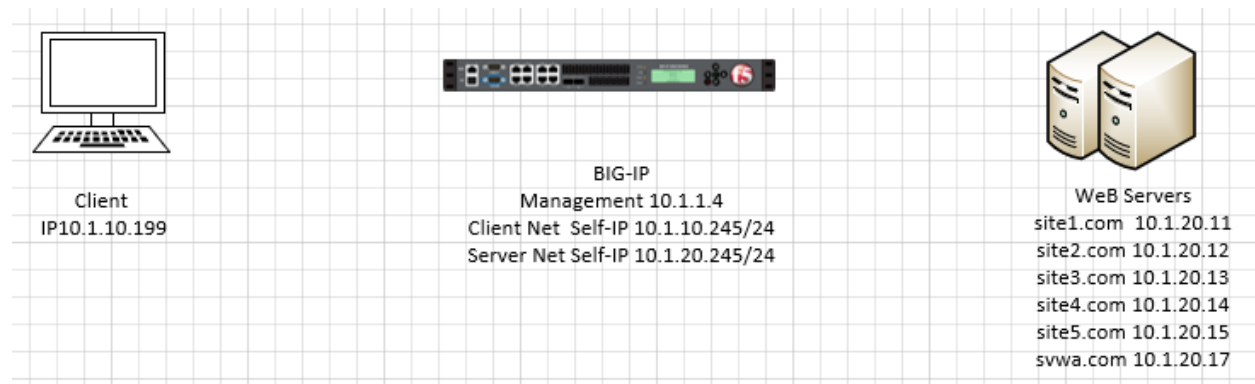 Client
IP10.1.10.199
f5
BIG-IP
Management 10.1.1.4
Client Net  Self-IP 10.1.10.245/24
Server Net Self-IP 10.1.20.245/24
WeB Servers
site1.com  10.1.20.11
site2.com 10.1.20.12
site3.com 10.1.20.13
site4.com 10.1.20.14
site5.com 10.1.20.15
svwa.com 10.1.20.17